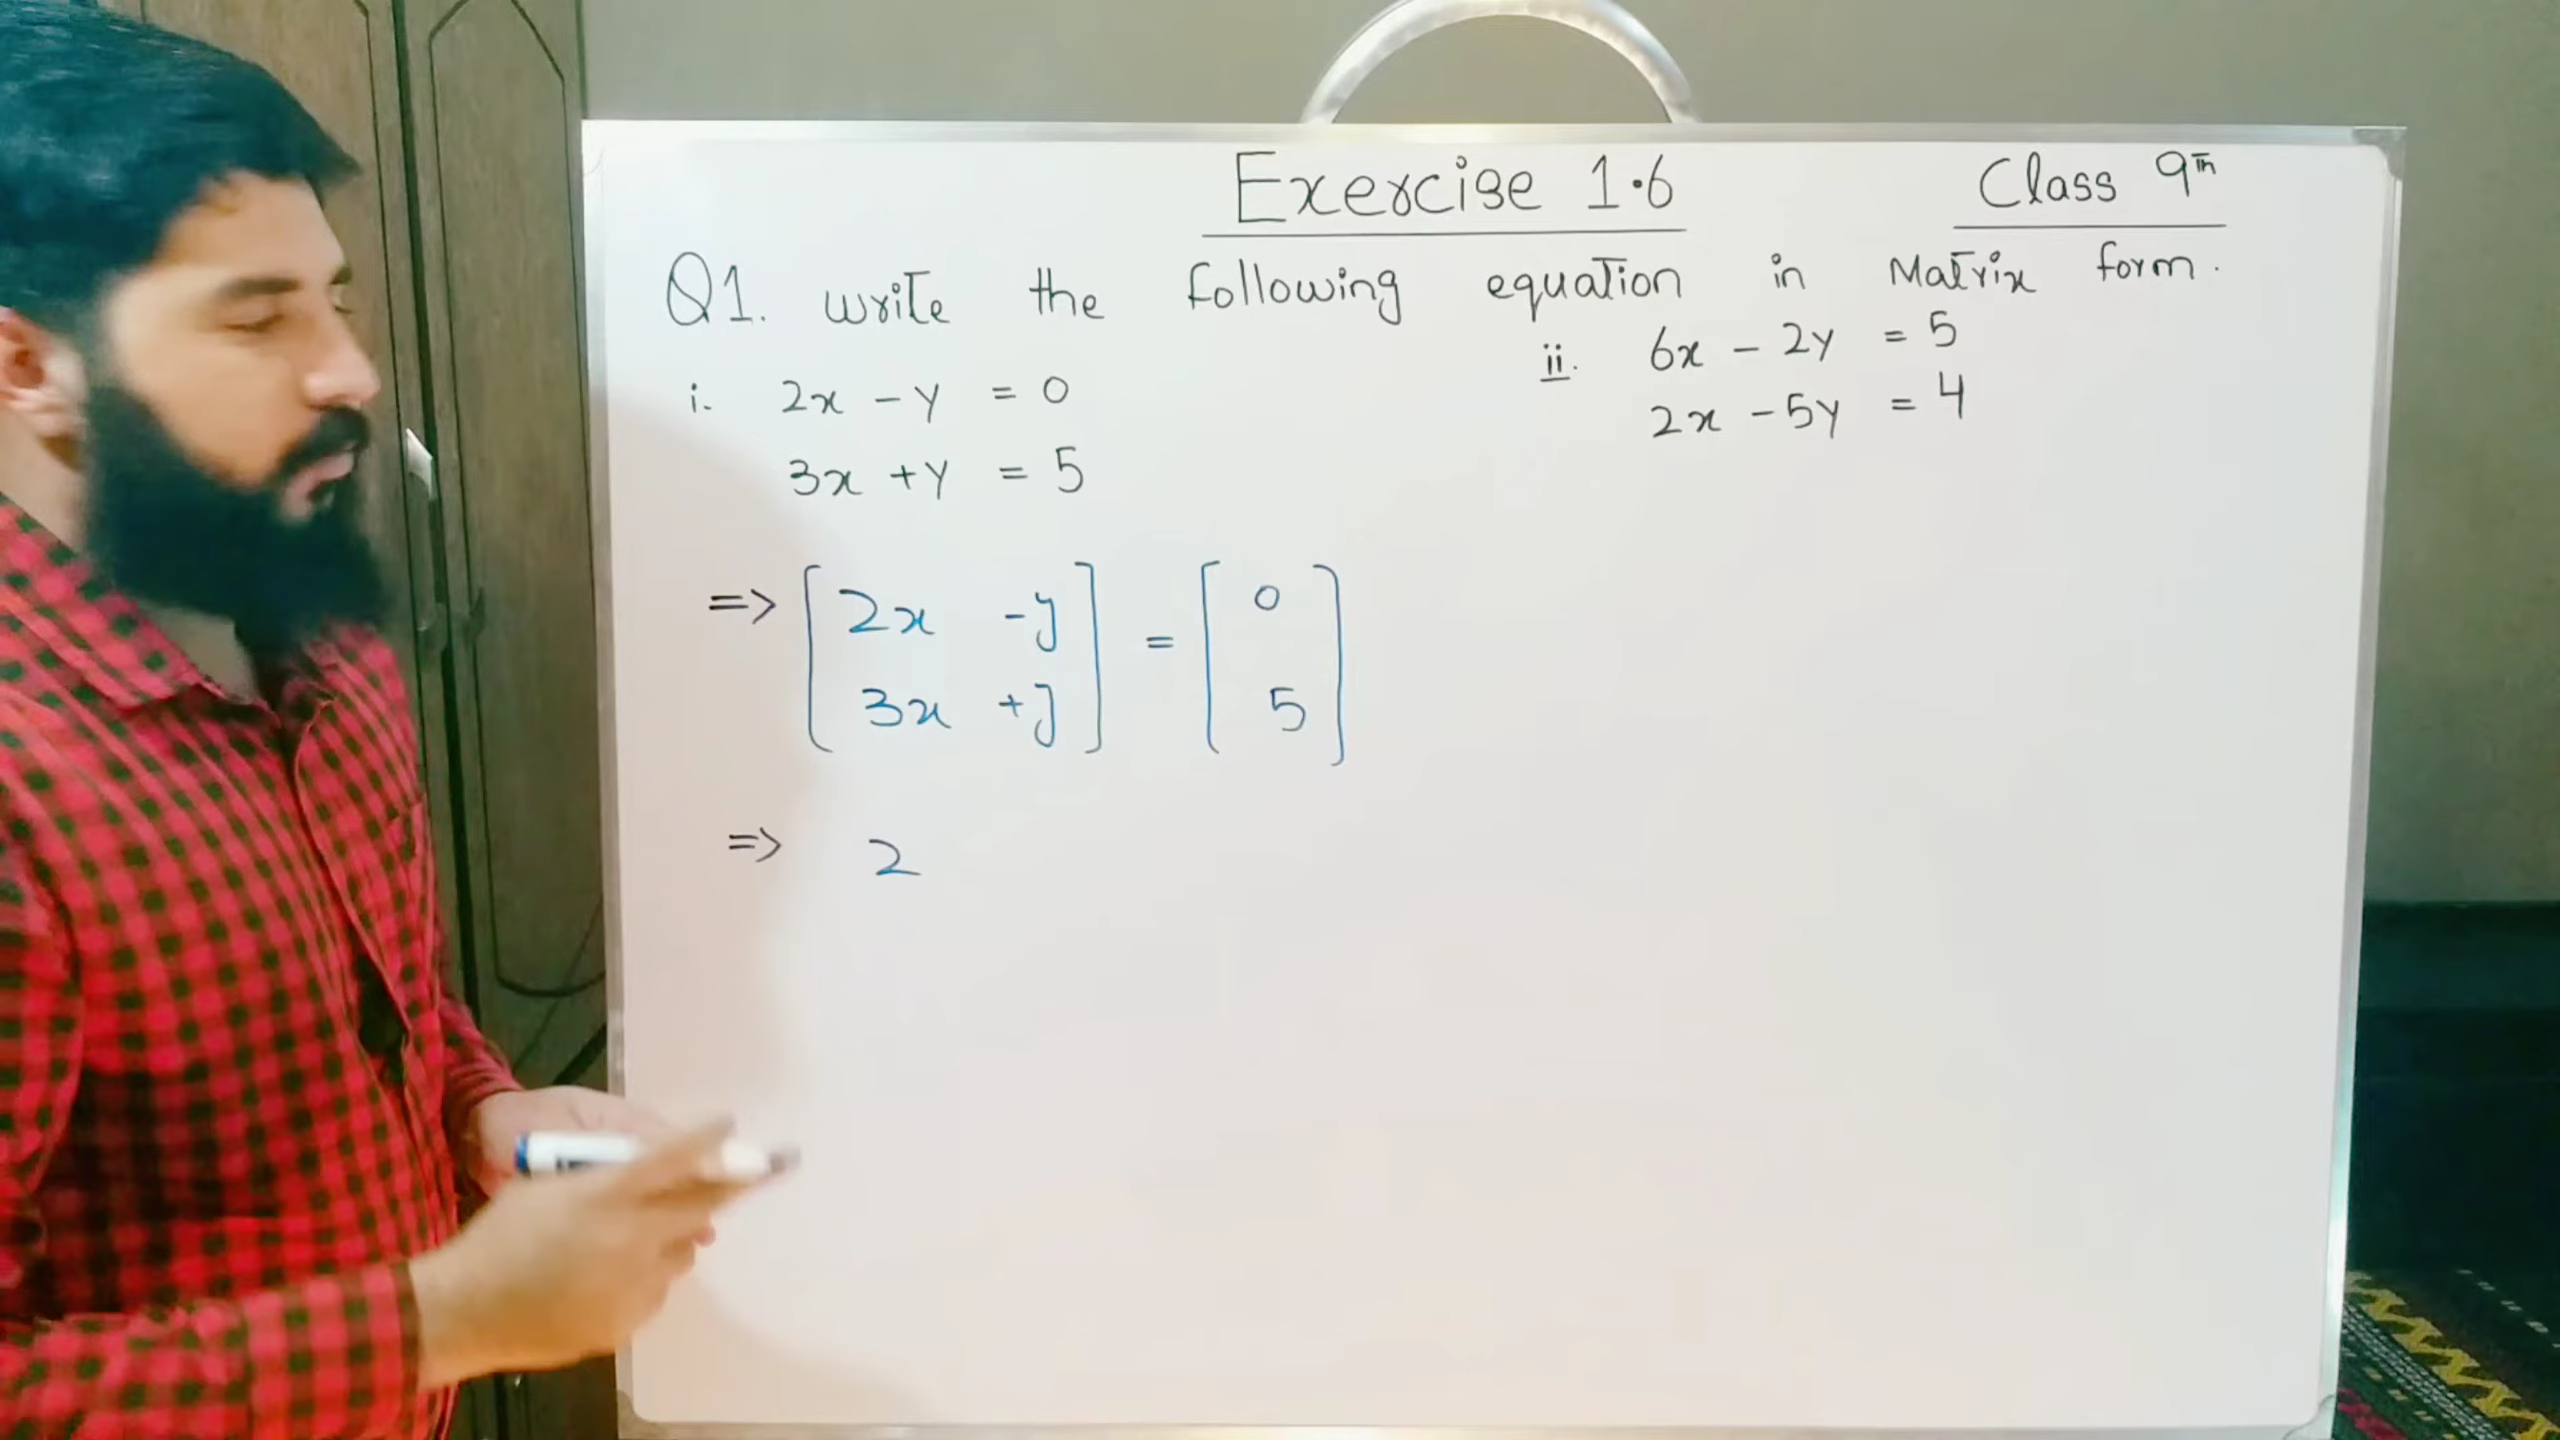 Exercise 1.6
Class 9th
Q1. write the following equation in Matrix form.
i. 2x - y = 0
3x + y = 5
ii. 6x - 2y = 5
2x - 5y = 4
=> [ 2x -y ] = [ 0 ]
[ 3x +y ] [ 5 ]
=> 2